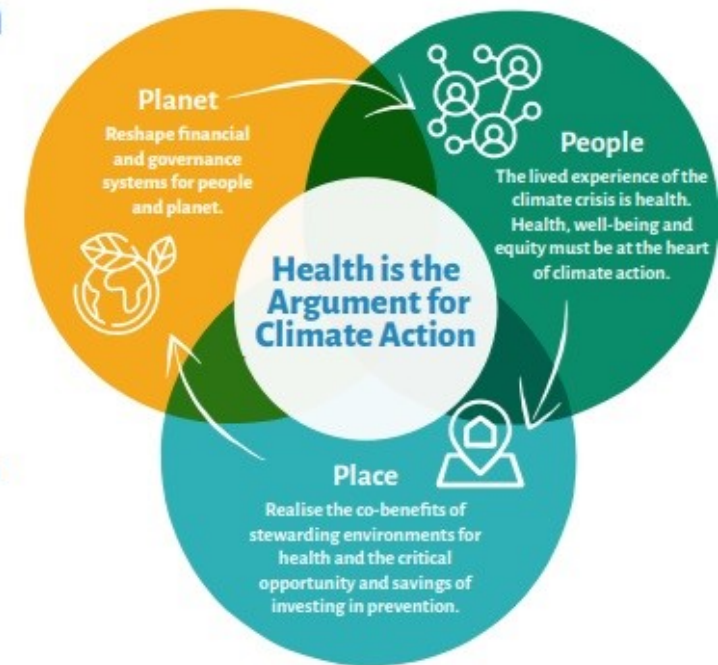 Planet
Reshape financial
and governance
systems for people
and planet.
People
The lived experience of the
climate crisis is health.
Health, well-being and
equity must be at the heart
of climate action.
Health is the
Argument for
Climate Action
Place
Realise the co-benefits of
stewarding environments for
health and the critical
opportunity and savings of
investing in prevention.